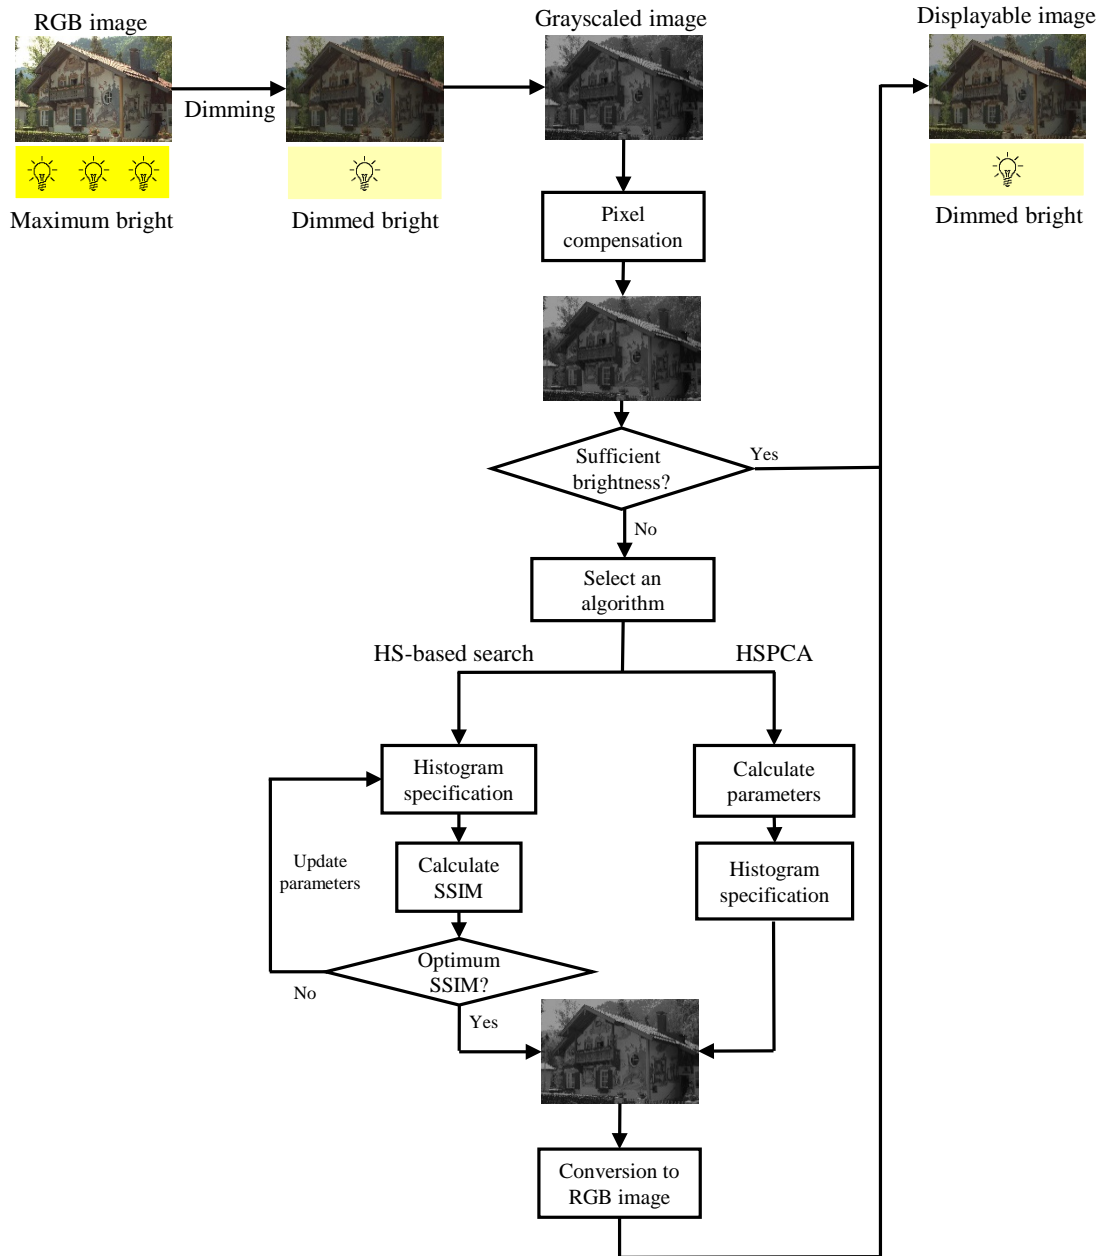 RGB image
Grayscaled image
Displayable image
Dimming
Maximum bright
Dimmed bright
Dimmed bright
Pixel
compensation
Sufficient
brightness?
Yes
No
Select an
algorithm
HS-based search
HSPCA
Histogram
specification
Calculate
parameters
Update
parameters
Calculate
SSIM
Histogram
specification
Optimum
SSIM?
No
Yes
Conversion to
RGB image